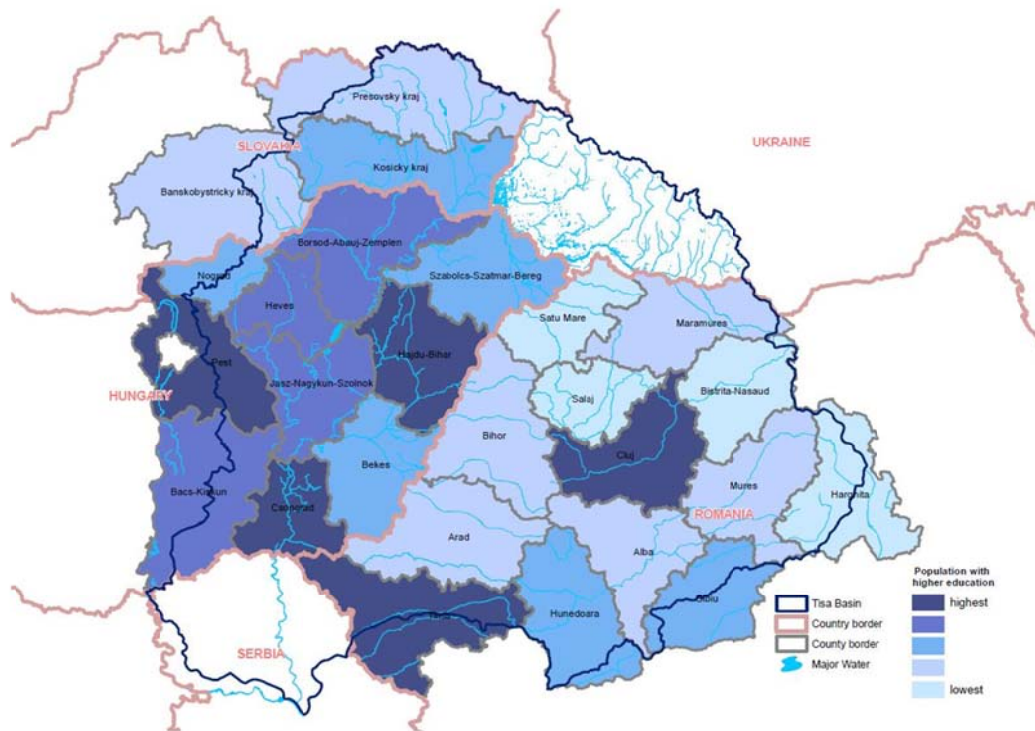 Presovsky kraj
SLOVAKIA
UKRAINE
Kosicky kraj
Banskobystricky kraj
Borsod-Abauj-Zemplen
Nograd
Szabolcs-Szatmar-Bereg
Heves
Satu Mare
Maramures
Pest
Hajdu-Bihar
Jasz-Nagykun-Szolnok
Bistrita-Nasaud
HUNGARY
Salaj
Bihor
Cluj
Bekes
Bacs-Kiskun
Mures
Harghita
Csongrad
ROMANIA
Arad
Alba
Population with
higher education
Sibiu
highest
Tisa Basin
Timis
Hunedoara
Country border
County border
SERBIA
Major Water
lowest